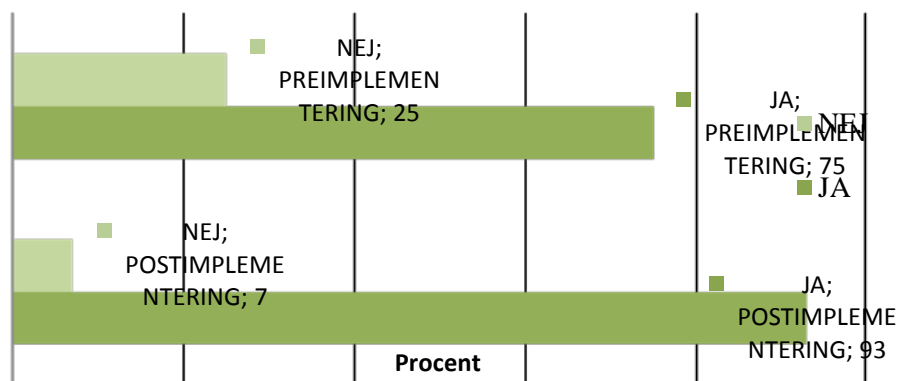 NEJ;
PREIMPLEMEN
TERING; 25
JA;
PREIMPLEMEN
TERING; 75
NEJ
JA
NEJ;
POSTIMPLEME
NTERING; 7
JA;
POSTIMPLEME
NTERING; 93
Procent